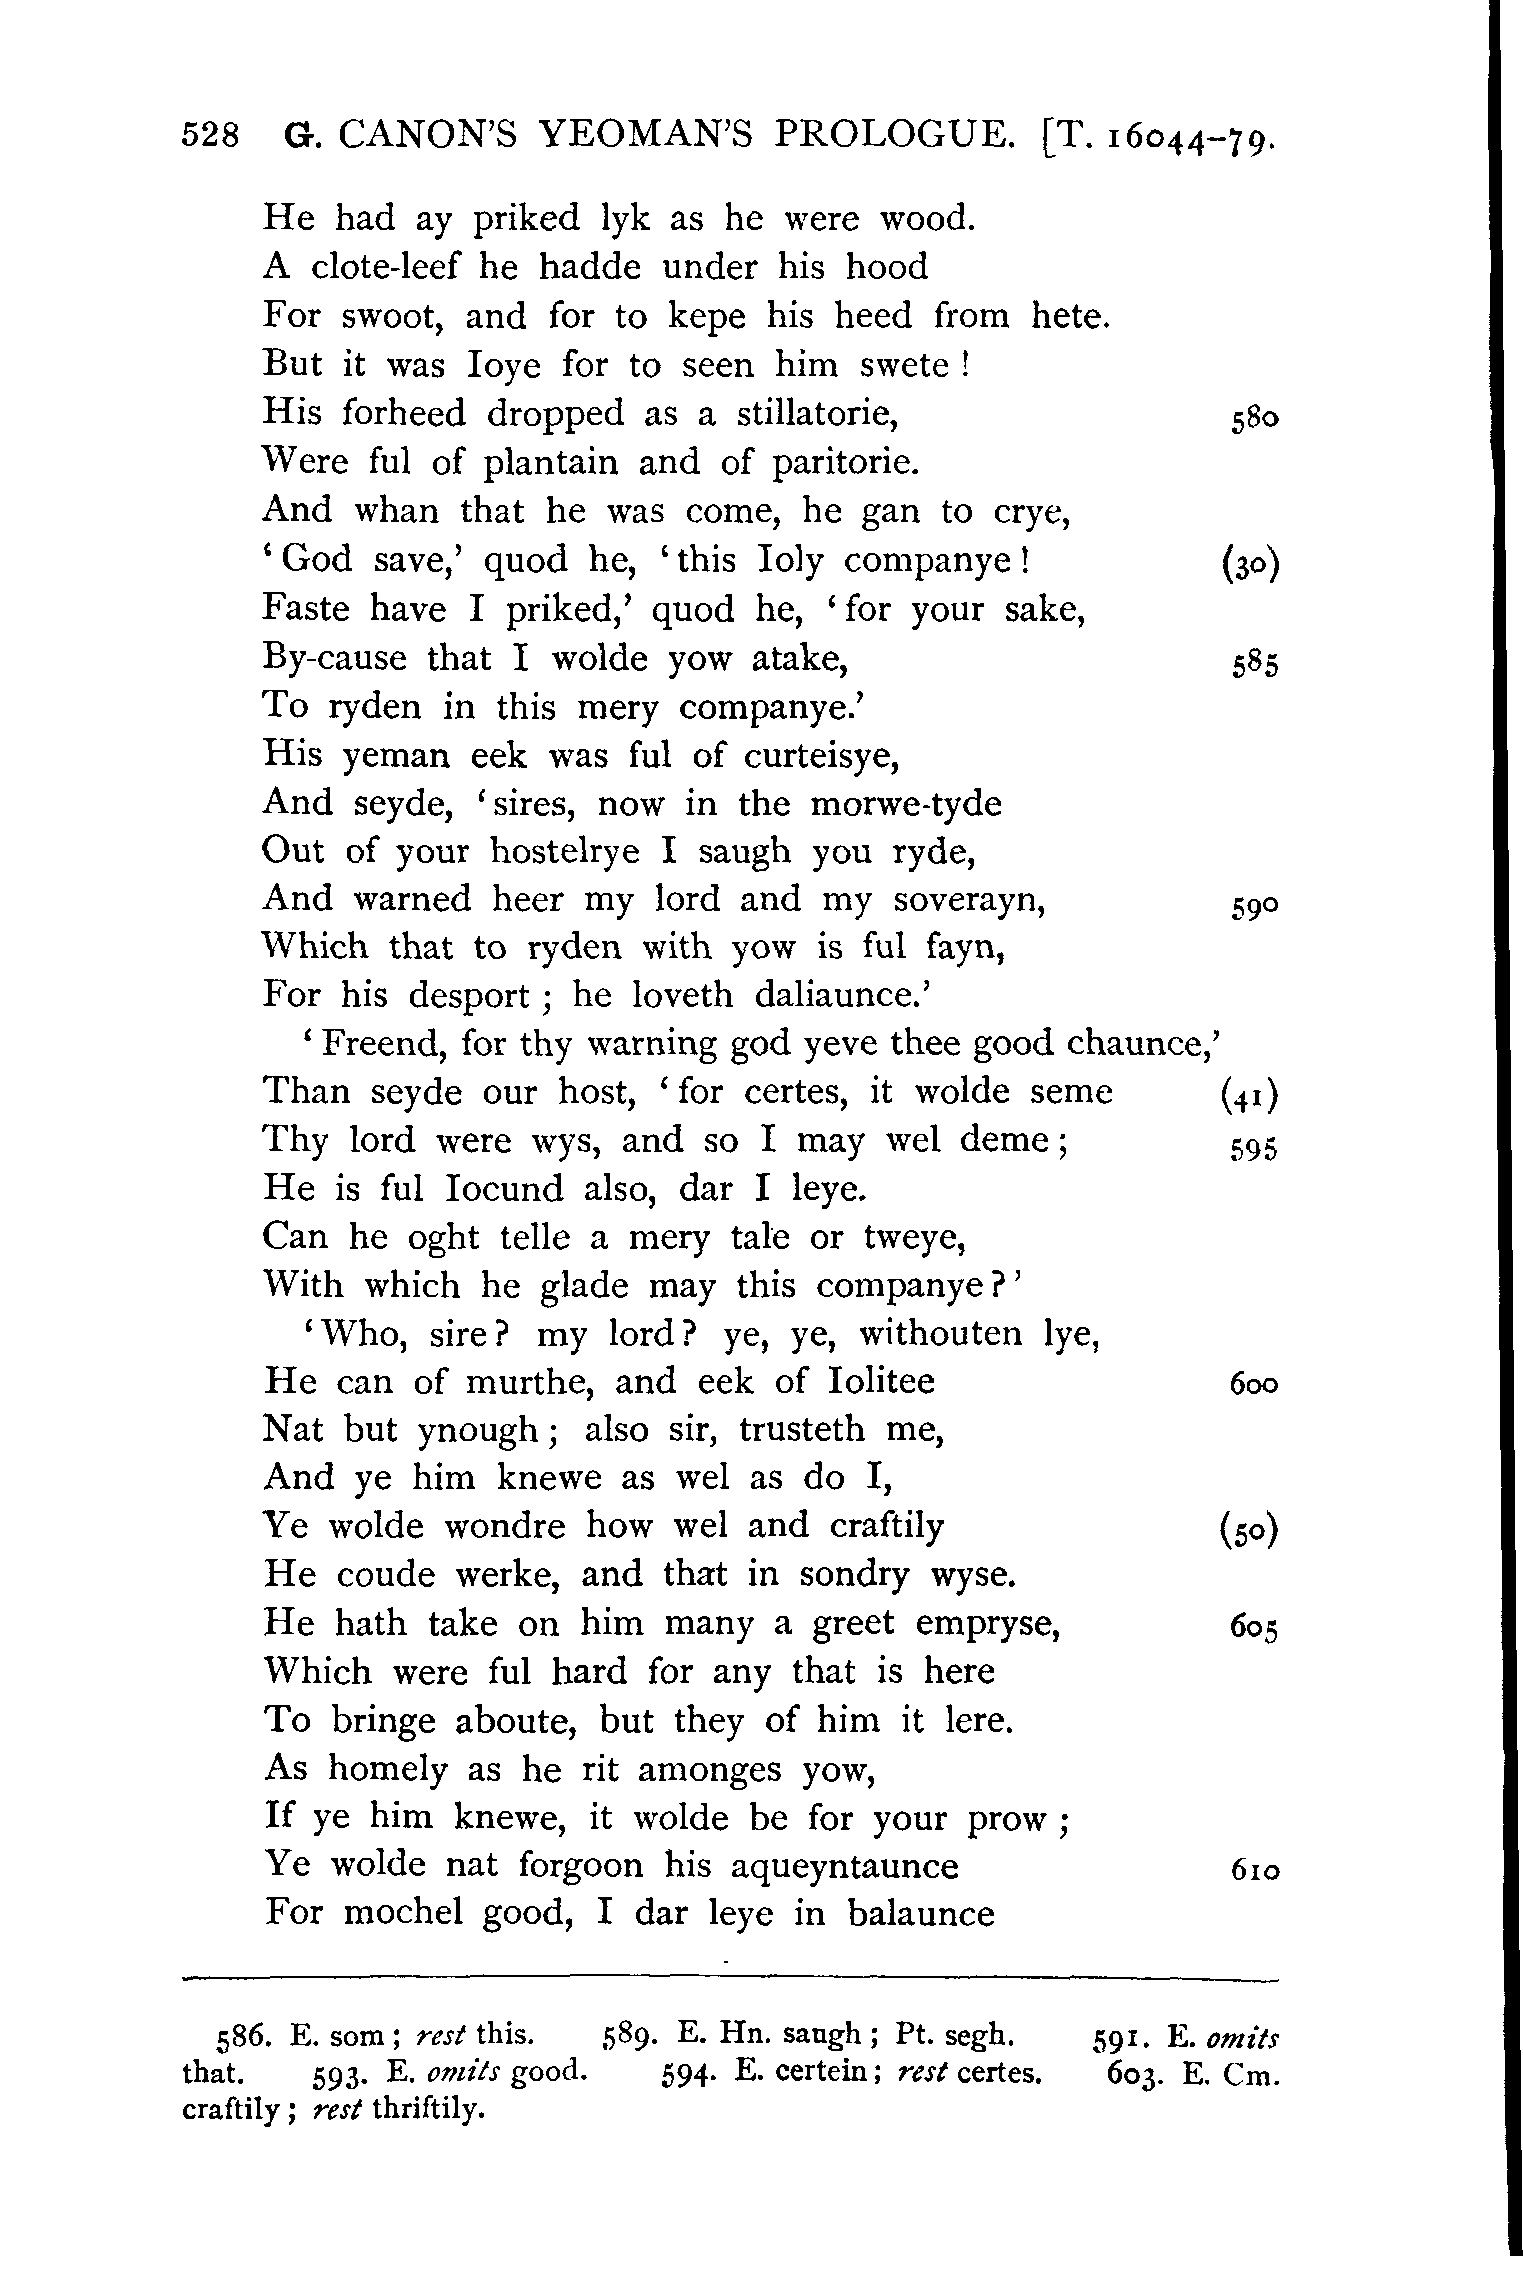 528 G. CANON'S YEOMAN'S PROLOGUE. [T. 16044–79.
He had ay priked lyk as he were wood.
A clote-leef he hadde under his hood
For swoot, and for to kepe his heed from hete.
But it was Ioye for to seen him swete !
His forheed dropped as a stillatorie, 580
Were ful of plantain and of paritorie.
And whan that he was come, he gan to crye,
‘God save,’ quod he, ‘this Ioly companye ! (30)
Faste have I priked,’ quod he, ‘for your sake,
By-cause that I wolde yow atake, 585
To ryden in this mery companye.’
His yeman eek was ful of curteisye,
And seyde, ‘sires, now in the morwe-tyde
Out of your hostelrye I saugh you ryde,
And warned heer my lord and my soverayn, 590
Which that to ryden with yow is ful fayn,
For his desport ; he loveth daliaunce.’
‘Freend, for thy warning god yeve thee good chaunce,’
Than seyde our host, ‘for certes, it wolde seme (41)
Thy lord were wys, and so I may wel deme ; 595
He is ful Iocund also, dar I leye.
Can he oght telle a mery tale or tweye,
With which he glade may this companye ?’
‘Who, sire ? my lord ? ye, ye, withouten lye,
He can of murthe, and eek of Iolitee 600
Nat but ynough ; also sir, trusteth me,
And ye him knewe as wel as do I,
Ye wolde wondre how wel and craftily (50)
He coude werke, and that in sondry wyse.
He hath take on him many a greet empryse, 605
Which were ful hard for any that is here
To bringe aboute, but they of him it lere.
As homely as he rit amonges yow,
If ye him knewe, it wolde be for your prow ;
Ye wolde nat forgoon his aqueyntaunce 610
For mochel good, I dar leye in balaunce
586. E. som ; rest this. 589. E. Hn. saugh ; Pt. segh. 591. E. omits
that. 593. E. omits good. 594. E. certein ; rest certes. 603. E. Cm.
craftily ; rest thriftily.